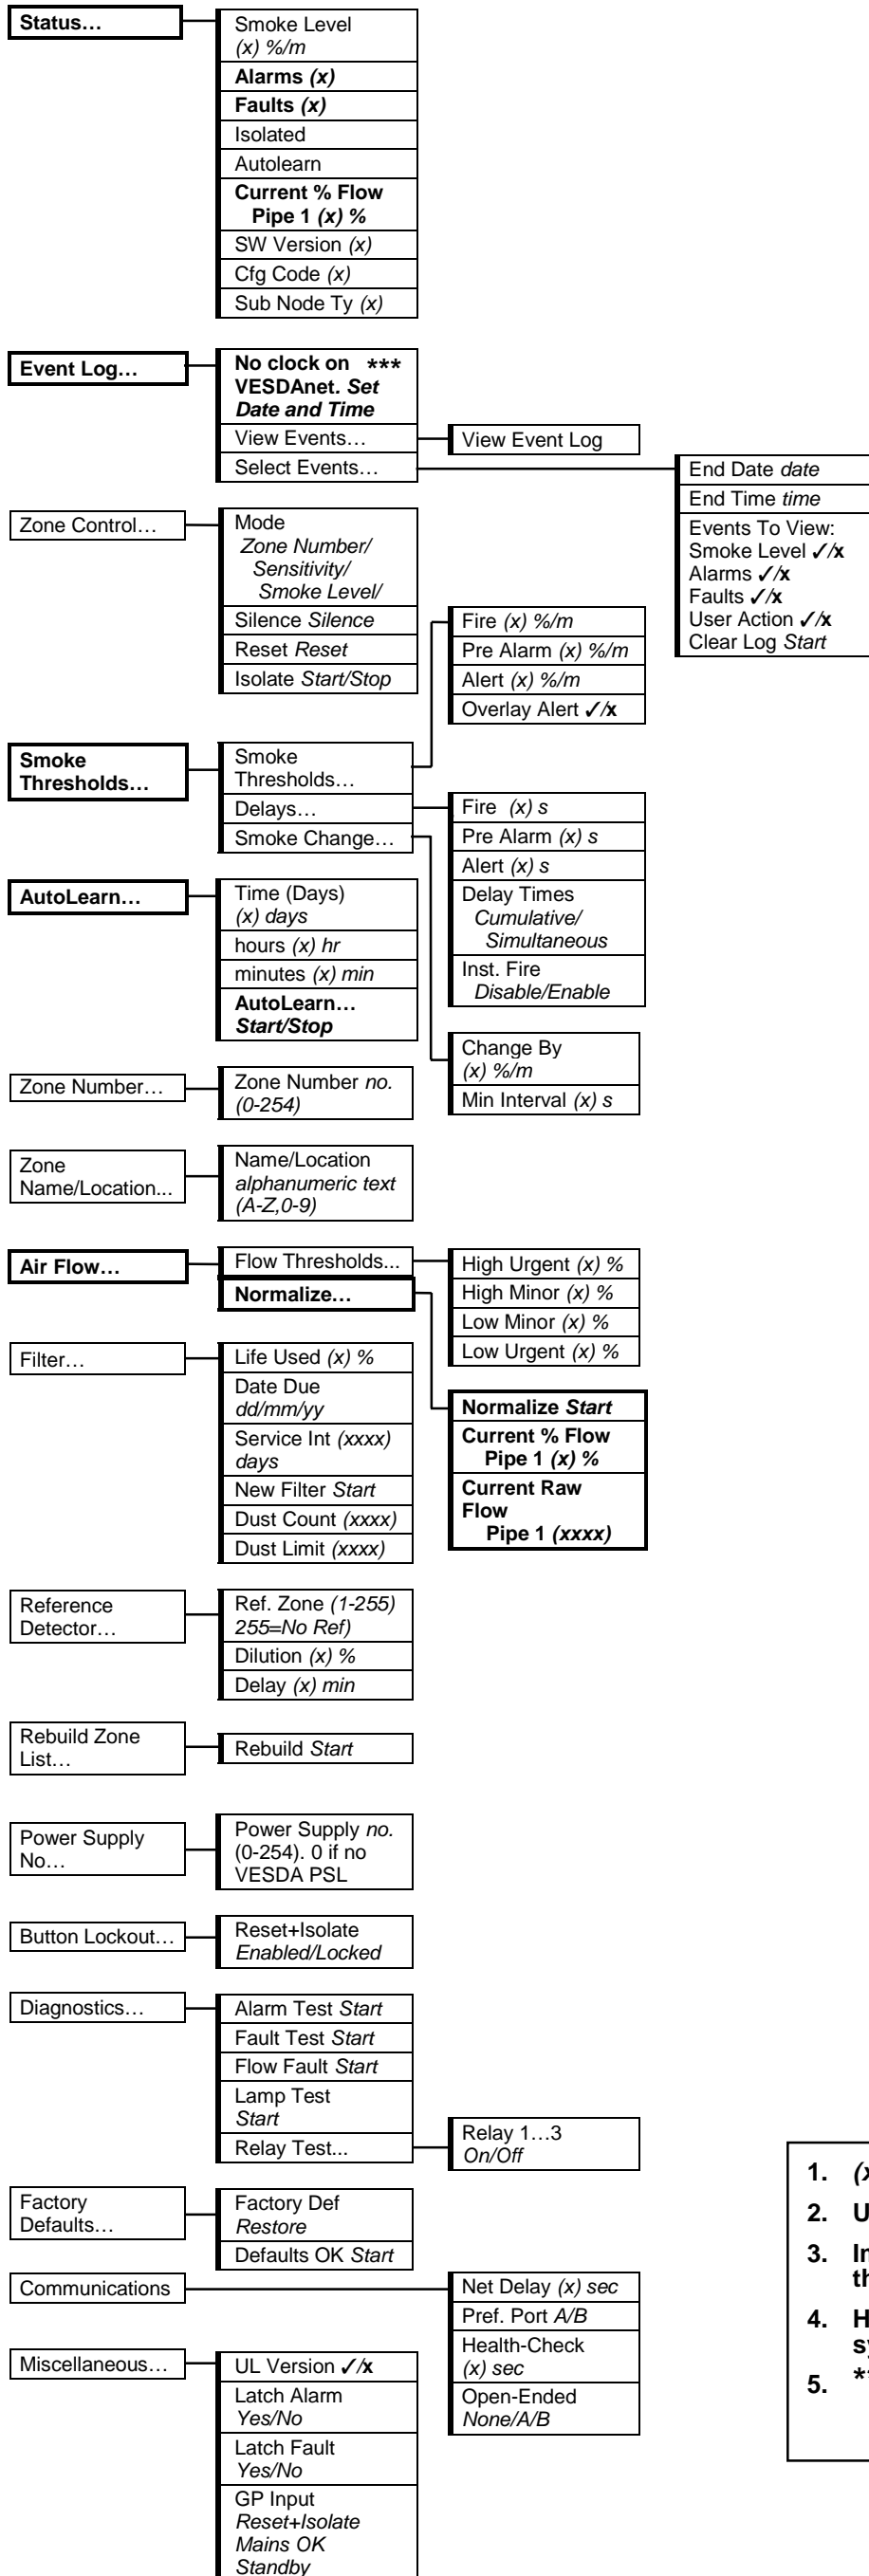 Status…
Smoke Level
(x) %/m
Alarms (x)
Faults (x)
Isolated
Autolearn
Current % Flow
Pipe 1 (x) %
SW Version (x)
Cfg Code (x)
Sub Node Ty (x)
Event Log…
No clock on ***
VESDAnet. Set
Date and Time
View Events…
Select Events…
View Event Log
End Date date
End Time time
Events To View:
Smoke Level ✓/x
Alarms ✓/x
Faults ✓/x
User Action ✓/x
Clear Log Start
Zone Control…
Mode
Zone Number/
Sensitivity/
Smoke Level/
Silence Silence
Reset Reset
Isolate Start/Stop
Fire (x) %/m
Pre Alarm (x) %/m
Alert (x) %/m
Overlay Alert ✓/x
Smoke
Thresholds…
Smoke
Thresholds…
Delays…
Smoke Change…
Fire (x) s
Pre Alarm (x) s
Alert (x) s
Delay Times
Cumulative/
Simultaneous
Inst. Fire
Disable/Enable
AutoLearn…
Time (Days)
(x) days
hours (x) hr
minutes (x) min
AutoLearn…
Start/Stop
Change By
(x) %/m
Min Interval (x) s
Zone Number…
Zone Number no.
(0-254)
Zone
Name/Location...
Name/Location
alphanumeric text
(A-Z,0-9)
Air Flow…
Flow Thresholds...
Normalize…
High Urgent (x) %
High Minor (x) %
Low Minor (x) %
Low Urgent (x) %
Filter…
Life Used (x) %
Date Due
dd/mm/yy
Service Int (xxxx)
days
New Filter Start
Dust Count (xxxx)
Dust Limit (xxxx)
Normalize Start
Current % Flow
Pipe 1 (x) %
Current Raw
Flow
Pipe 1 (xxxx)
Reference
Detector…
Ref. Zone (1-255)
255=No Ref)
Dilution (x) %
Delay (x) min
Rebuild Zone
List…
Rebuild Start
Power Supply
No…
Power Supply no.
(0-254). 0 if no
VESDA PSL
Button Lockout…
Reset+Isolate
Enabled/Locked
Diagnostics…
Alarm Test Start
Fault Test Start
Flow Fault Start
Lamp Test
Start
Relay Test...
Relay 1…3
On/Off
Factory
Defaults…
Factory Def
Restore
Defaults OK Start
Communications
Net Delay (x) sec
Pref. Port A/B
Health-Check
(x) sec
Open-Ended
None/A/B
Miscellaneous…
UL Version ✓/x
Latch Alarm
Yes/No
Latch Fault
Yes/No
GP Input
Reset+Isolate
Mains OK
Standby
1.
2.
3.
4.
5.